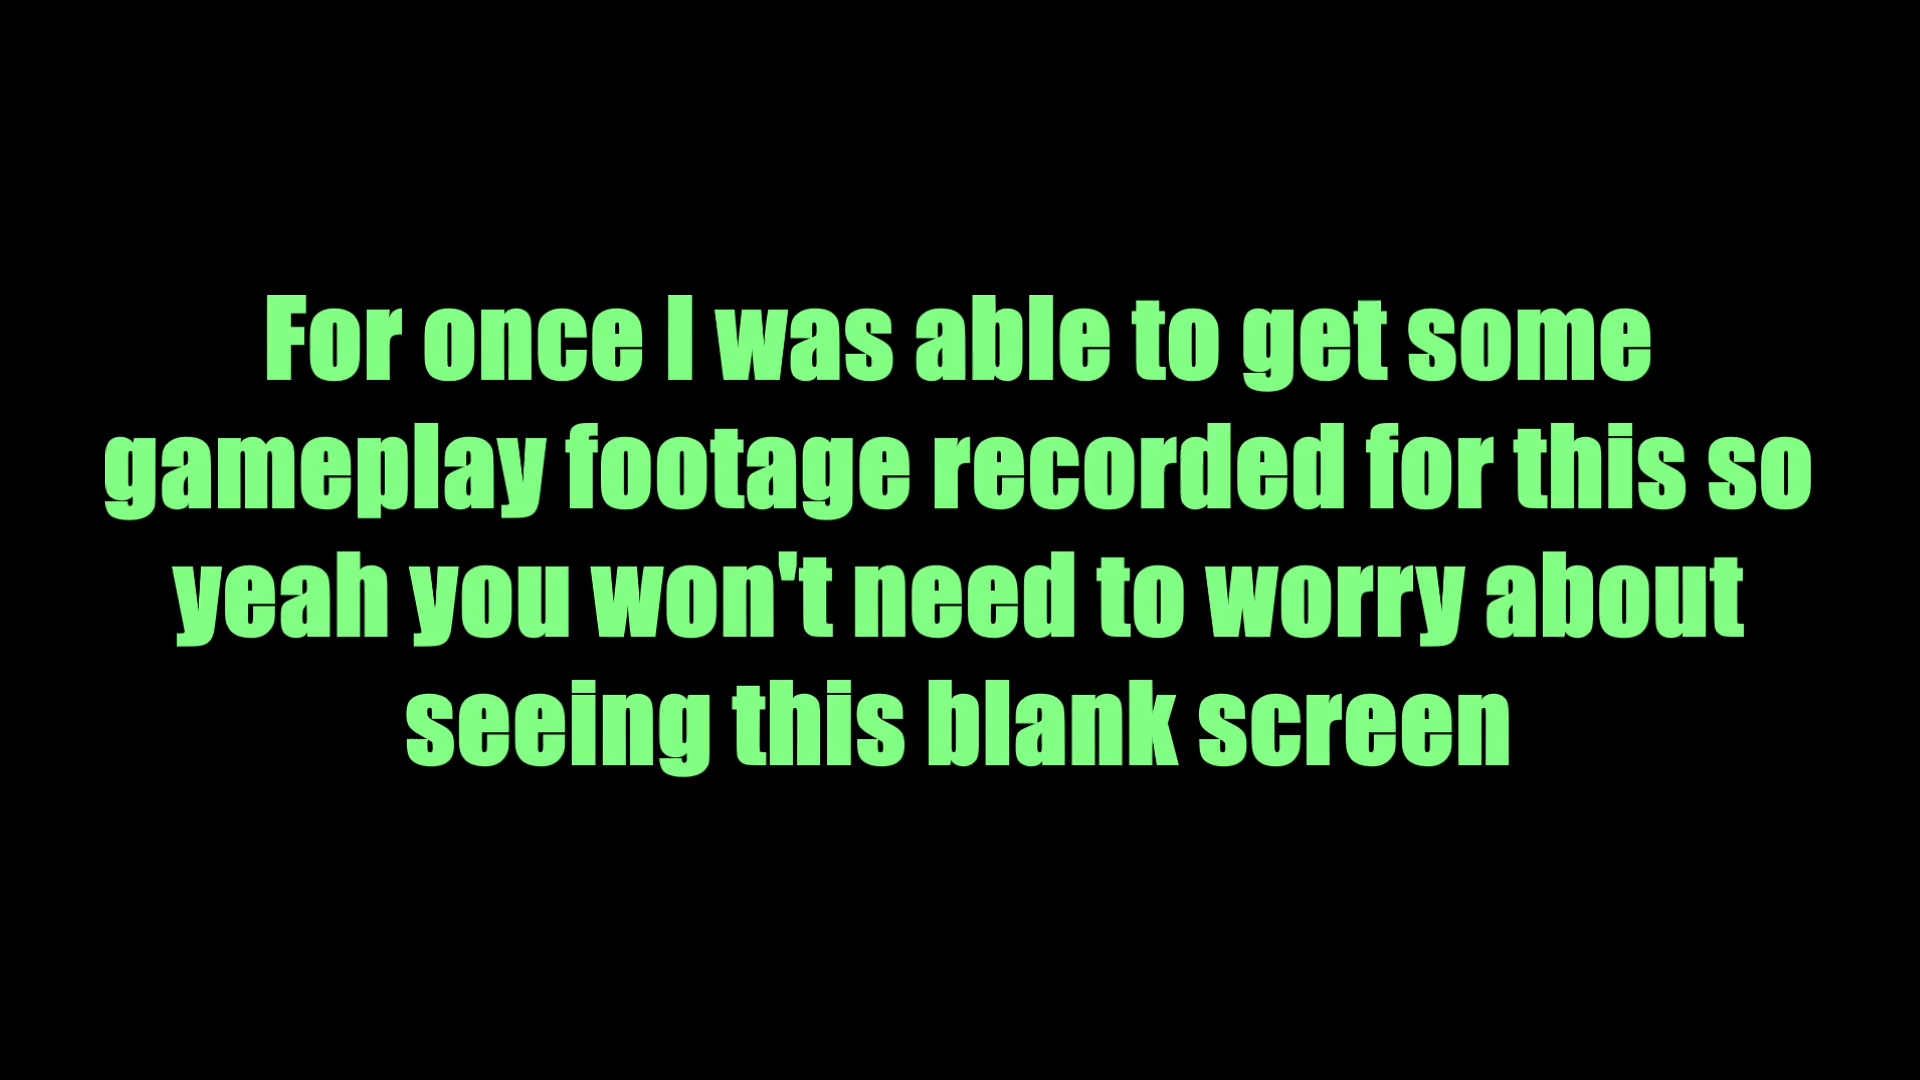 For once I was able to get some
gameplay footage recorded for this so
yeah you won't need to worry about
seeing this blank screen